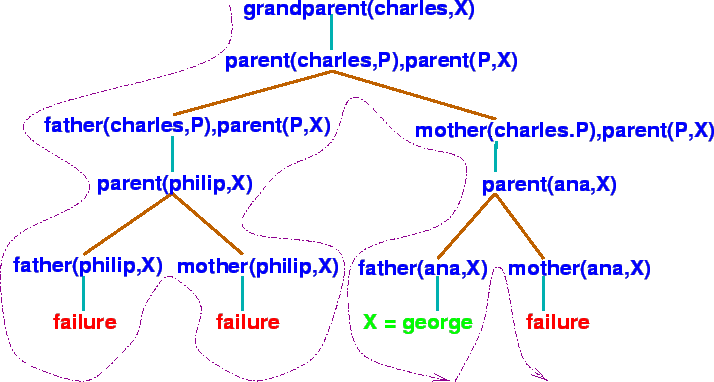 grandparent(charles,X)
parent(charles,P),parent(P,X)
father(charles,P),parent(P,X)
mother(charles.P),parent(P,X)
parent(philip,X)
parent(ana,X)
father(philip,X)
mother(philip,X)
father(ana,X)
mother(ana,X)
failure
failure
X = george
failure